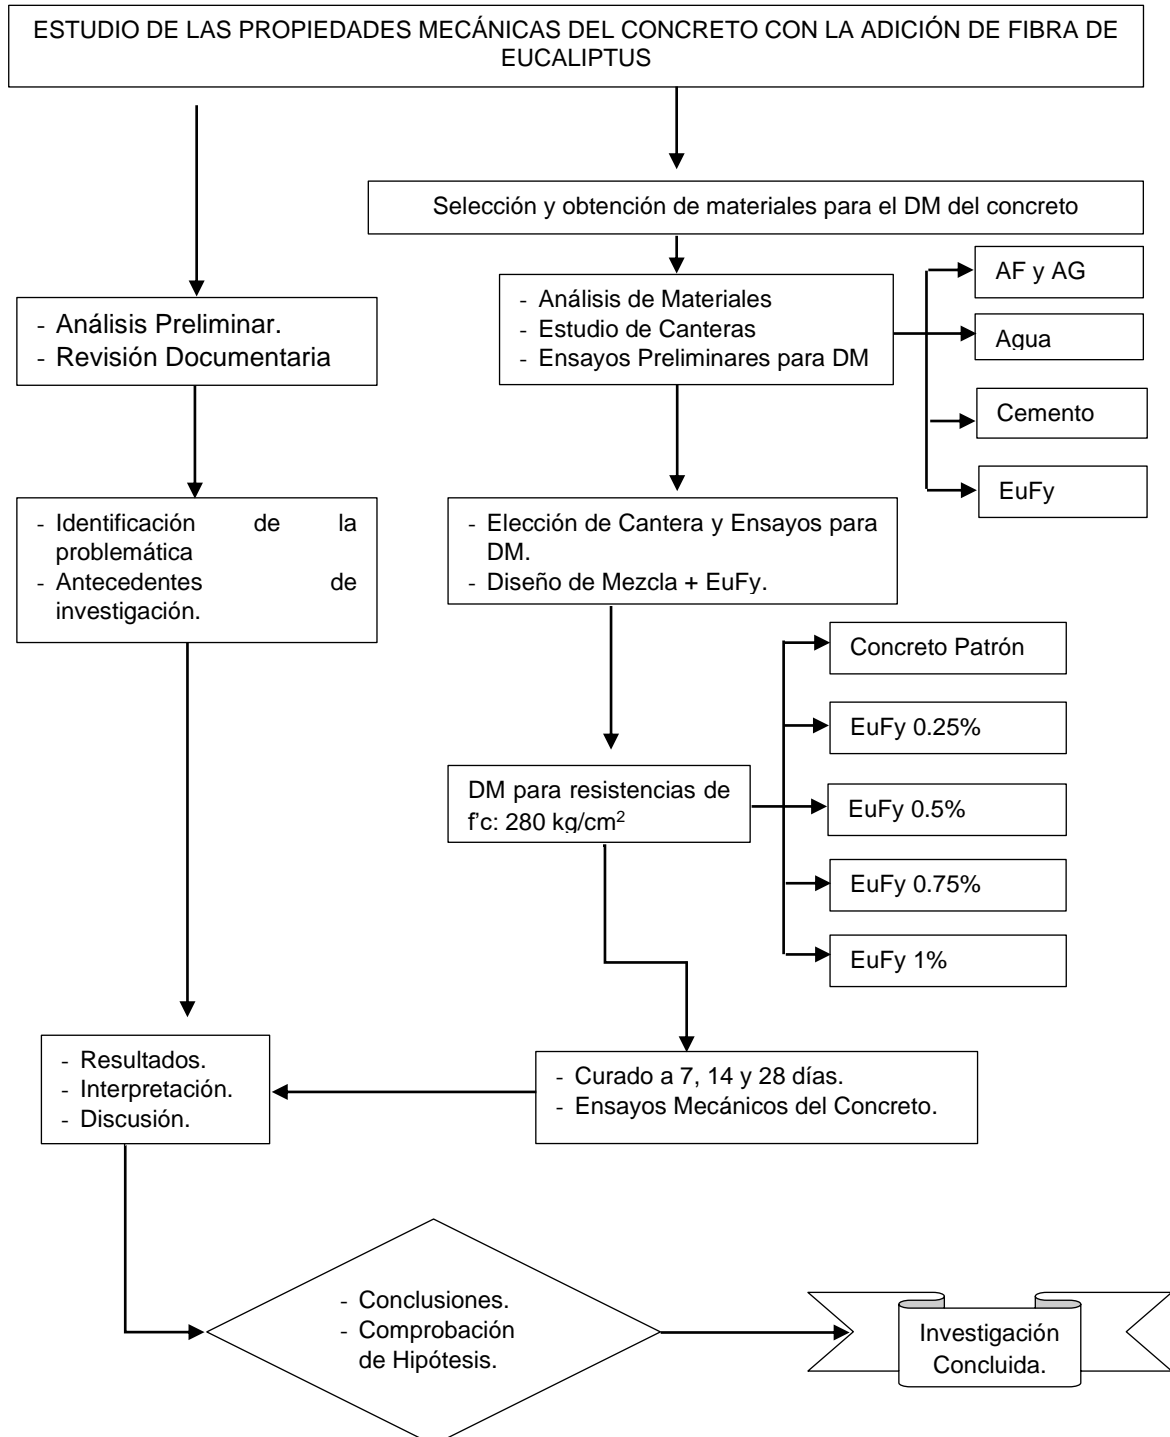 ESTUDIO DE LAS PROPIEDADES MECÁNICAS DEL CONCRETO CON LA ADICIÓN DE FIBRA DE
EUCALIPTUS
Selección y obtención de materiales para el DM del concreto
- Análisis Preliminar.
- Revisión Documentaria
- Análisis de Materiales
- Estudio de Canteras
- Ensayos Preliminares para DM
AF y AG
Agua
Cemento
EuFy
- Identificación de la
problemática
- Antecedentes de
investigación.
- Elección de Cantera y Ensayos para
DM.
- Diseño de Mezcla + EuFy.
DM para resistencias de
f'c: 280 kg/cm²
Concreto Patrón
EuFy 0.25%
EuFy 0.5%
EuFy 0.75%
EuFy 1%
- Resultados.
- Interpretación.
- Discusión.
- Curado a 7, 14 y 28 días.
- Ensayos Mecánicos del Concreto.
- Conclusiones.
- Comprobación
de Hipótesis.
Investigación
Concluida.